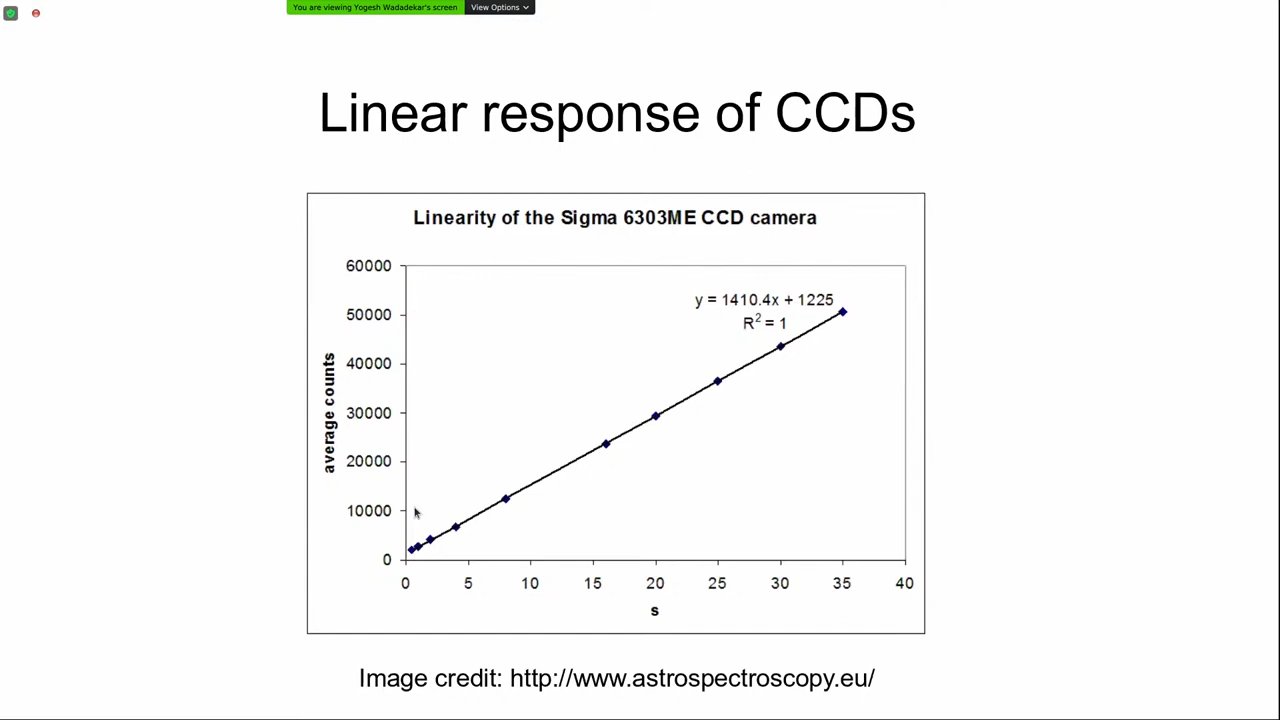 You are viewing Yogesh Wadadekar's screen View Options
Linear response of CCDs
Linearity of the Sigma 6303ME CCD camera
60000
50000
40000
30000
20000
10000
0
average counts
y = 1410.4x + 1225
R² = 1
0 5 10 15 20 25 30 35 40
s
Image credit: http://www.astrospectroscopy.eu/